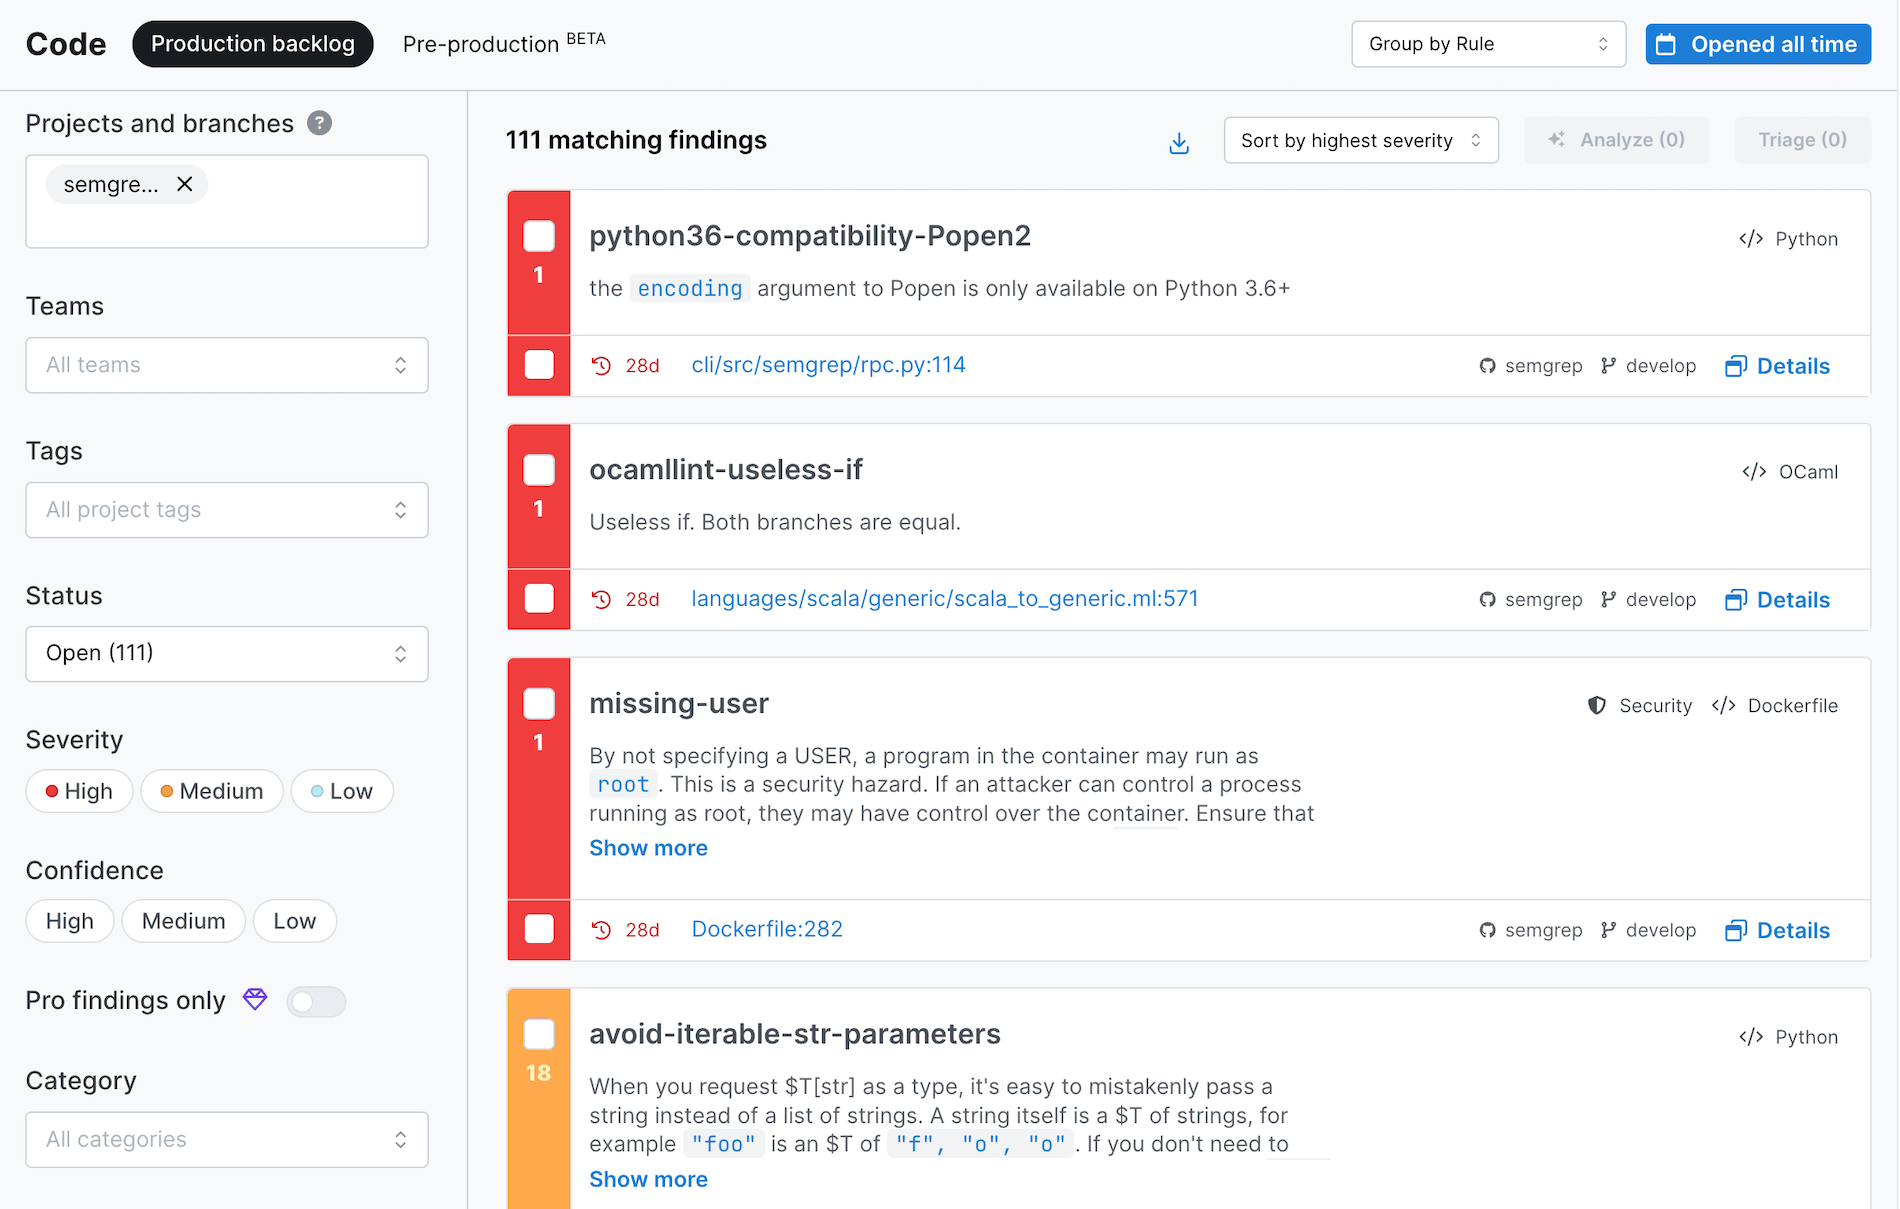 Code
Production backlog
Pre-production BETA
Group by Rule
Opened all time
Projects and branches ?
semgre...
Teams
All teams
Tags
All project tags
Status
Open (111)
Severity
High
Medium
Low
Confidence
High
Medium
Low
Pro findings only
Category
All categories
111 matching findings
Sort by highest severity
Analyze (0)
Triage (0)
python36-compatibility-Popen2
</> Python
1
the encoding argument to Popen is only available on Python 3.6+
28d
cli/src/semgrep/rpc.py:114
semgrep
develop
Details
ocamllint-useless-if
</> OCaml
1
Useless if. Both branches are equal.
28d
languages/scala/generic/scala_to_generic.ml:571
semgrep
develop
Details
missing-user
Security
</> Dockerfile
1
By not specifying a USER, a program in the container may run as
root. This is a security hazard. If an attacker can control a process
running as root, they may have control over the container. Ensure that
Show more
28d
Dockerfile:282
semgrep
develop
Details
avoid-iterable-str-parameters
</> Python
18
When you request $T[str] as a type, it's easy to mistakenly pass a
string instead of a list of strings. A string itself is a $T of strings, for
example "foo" is an $T of "f", "o", "o". If you don't need to
Show more